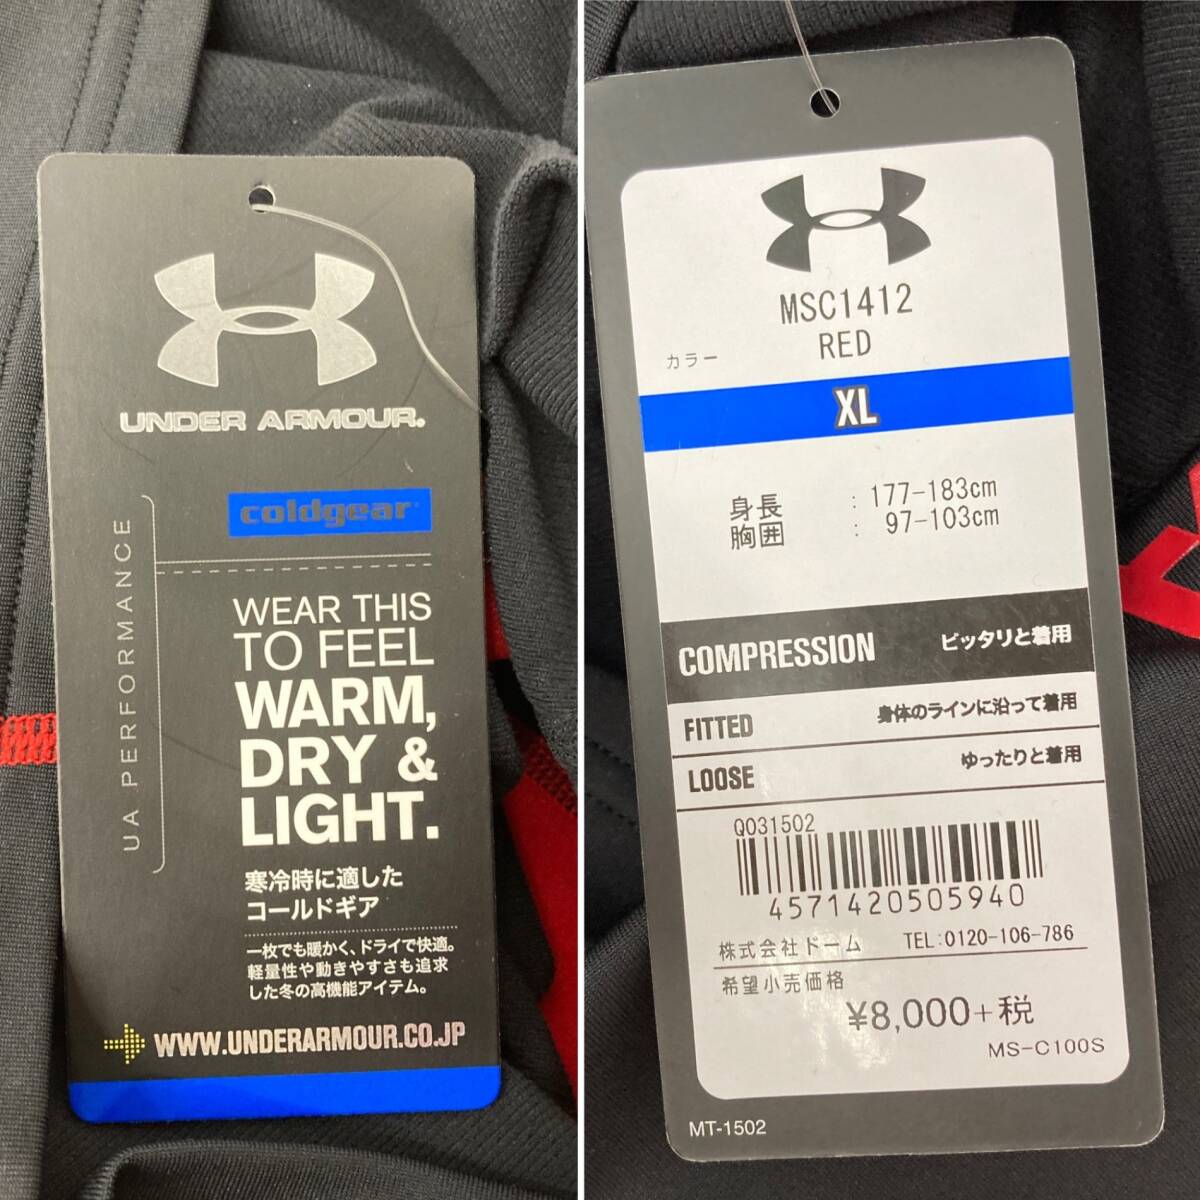 UNDER ARMOUR®
coldgear®
UA PERFORMANCE
WEAR THIS
TO FEEL
WARM,
DRY &
LIGHT.
寒冷時に適した
コールドギア
一枚でも暖かく、ドライで快適。
軽量性や動きやすさも追求
した冬の高機能アイテム。
WWW.UNDERARMOUR.CO.JP
MSC1412
カラー RED
XL
身長 : 177-183cm
胸囲 : 97-103cm
COMPRESSION ピッタリと着用
FITTED 身体のラインに沿って着用
LOOSE ゆったりと着用
Q031502
4571420505940
株式会社ドーム TEL:0120-106-786
希望小売価格
¥8,000+税
MS-C100S
MT-1502